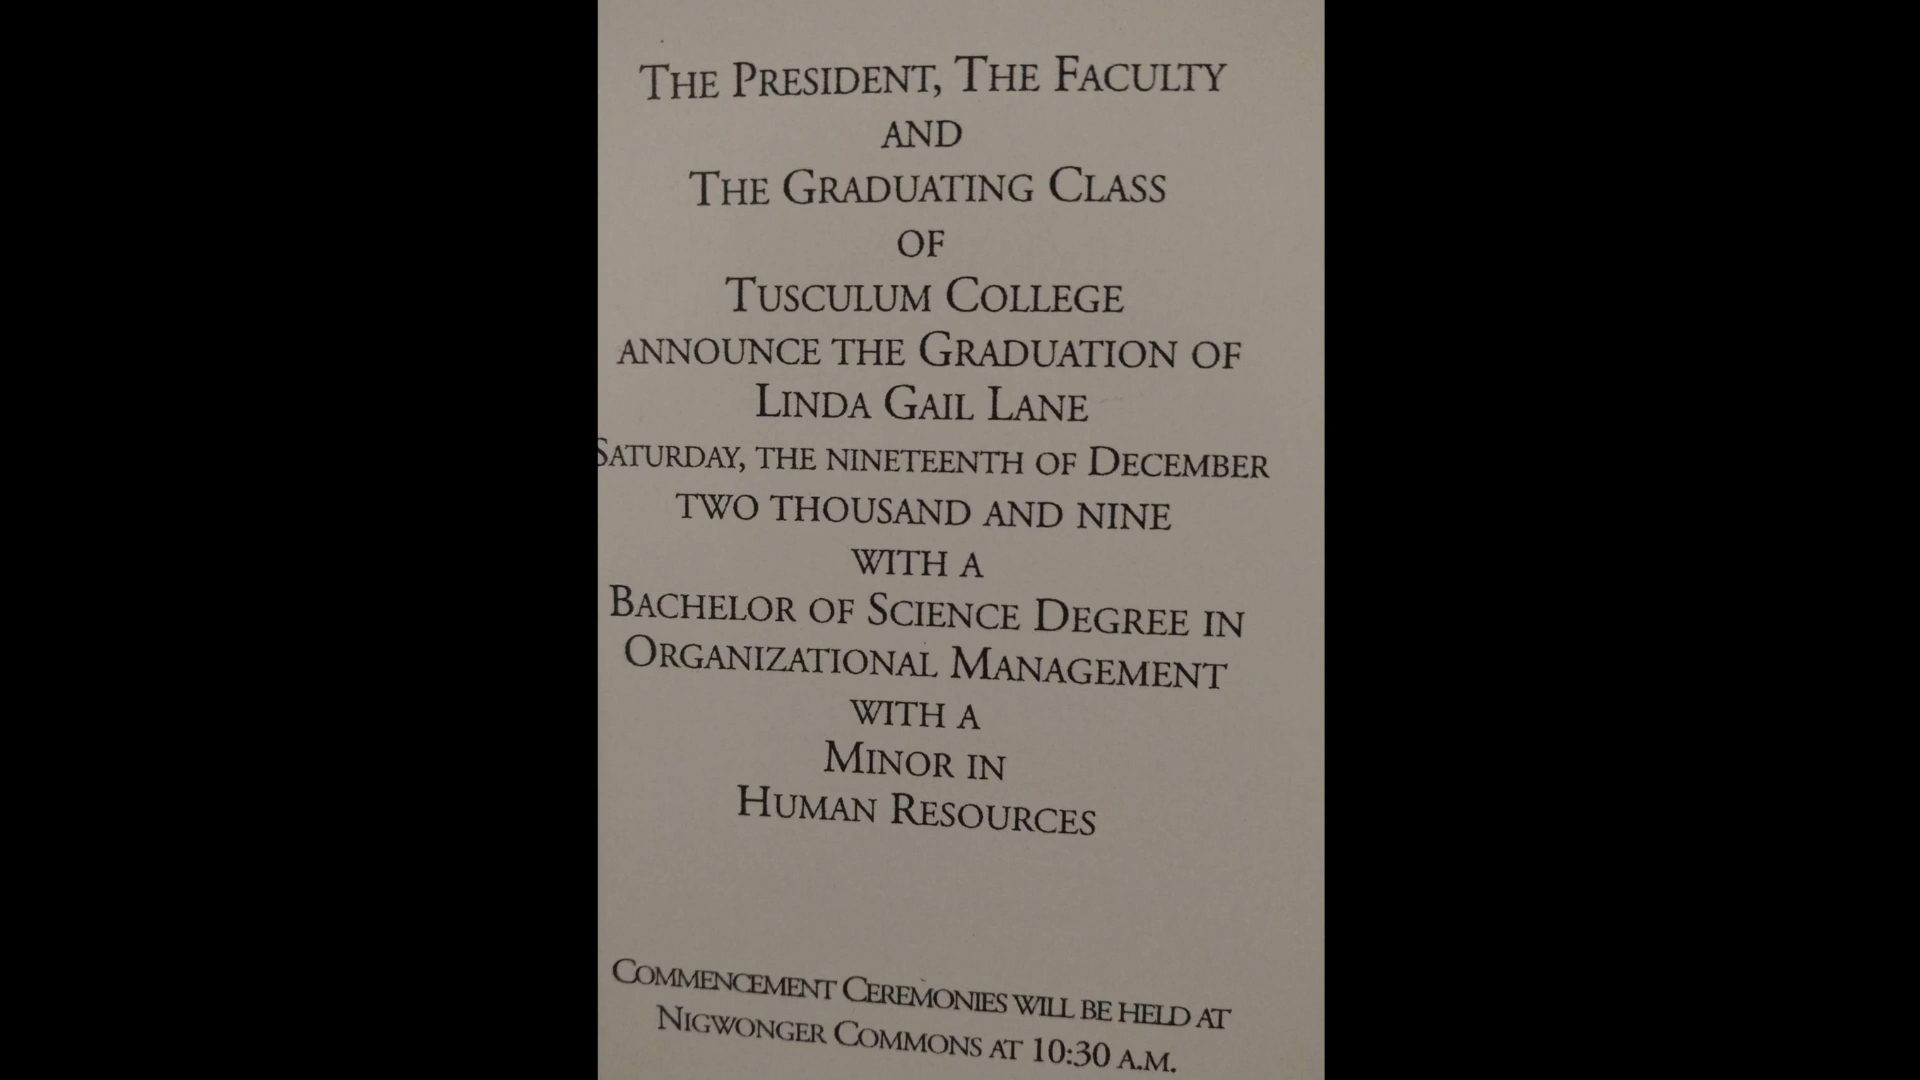 The President, The Faculty
and
The Graduating Class
of
Tusculum College
announce the Graduation of
Linda Gail Lane
Saturday, the nineteenth of December
two thousand and nine
with a
Bachelor of Science Degree in
Organizational Management
with a
Minor in
Human Resources
Commencement Ceremonies will be held at
Nigwonger Commons at 10:30 a.m.